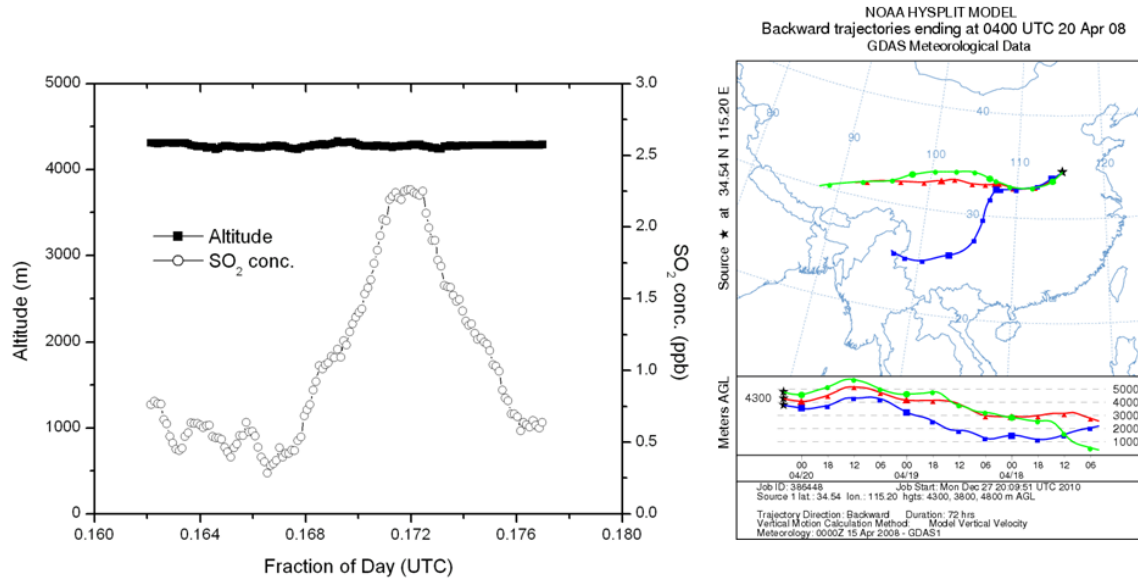 5000
4000
3000
2000
1000
0
Altitude (m)
Altitude
SO2 conc.
3.0
2.5
2.0
1.5
1.0
0.5
0.0
SO2 conc. (ppb)
0.160
0.164
0.168
0.172
0.176
0.180
Fraction of Day (UTC)
NOAA HYSPLIT MODEL
Backward trajectories ending at 0400 UTC 20 Apr 08
GDAS Meteorological Data
Source ★ at 34.54 N 115.20 E
80
90
100
110
120
40
30
20
Meters AGL
4300
5000
4000
3000
2000
1000
00 18 12 06 00 18 12 06 00 18 12 06
04/20 04/19 04/18
Job ID: 386448 Job Start: Mon Dec 27 20:09:51 UTC 2010
Source 1 lat.: 34.54 lon.: 115.20 hgts: 4300, 3800, 4800 m AGL
Trajectory Direction: Backward Duration: 72 hrs
Vertical Motion Calculation Method: Model Vertical Velocity
Meteorology: 0000Z 15 Apr 2008 - GDAS1